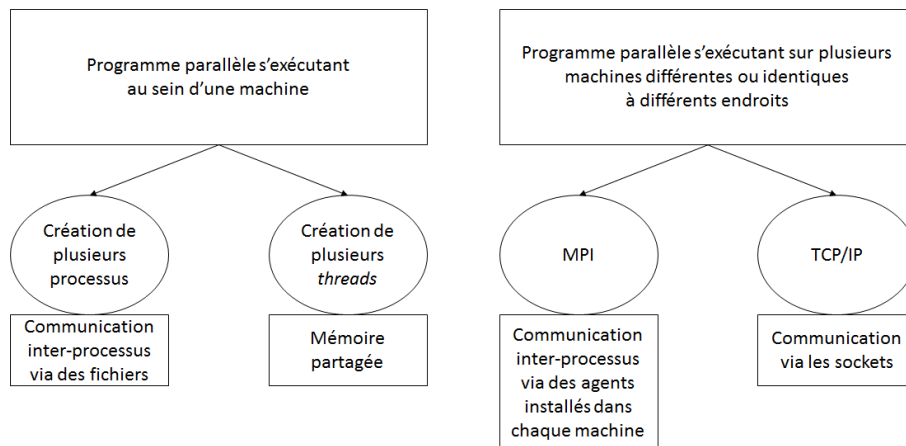 Programme parallèle s’exécutant
au sein d’une machine
Programme parallèle s’exécutant sur plusieurs
machines différentes ou identiques
à différents endroits
Création de
plusieurs
processus
Création de
plusieurs
threads
MPI
TCP/IP
Communication
inter-processus
via des fichiers
Mémoire
partagée
Communication
inter-processus
via des agents
installés dans
chaque machine
Communication
via les sockets